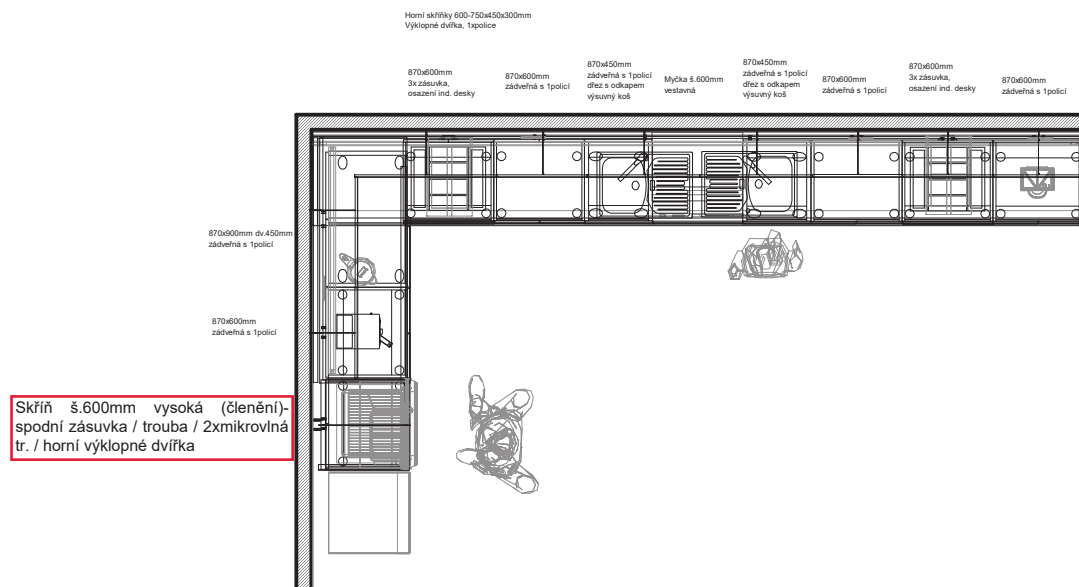 Horní skříňky 600-750x450x300mm
Výklopné dvířka, 1xpolice
870x600mm
3x zásuvka,
osazení ind. desky
870x600mm
zádveřná s 1policí
870x450mm
zádveřná s 1policí
dřez s odkapem
výsuvný koš
Myčka š.600mm
vestavná
870x450mm
zádveřná s 1policí
dřez s odkapem
výsuvný koš
870x600mm
zádveřná s 1policí
870x600mm
3x zásuvka,
osazení ind. desky
870x600mm
zádveřná s 1policí
870x900mm dv.450mm
zádveřná s 1policí
870x600mm
zádveřná s 1policí
Skříň š.600mm vysoká (členění)-
spodní zásuvka / trouba / 2xmikrovlná
tr. / horní výklopné dvířka